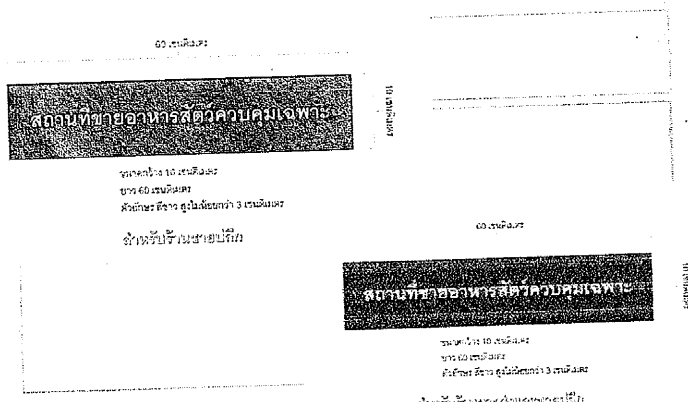 60 เซนติเมตร
สถานที่ขายอาหารสัตว์ควบคุมเฉพาะ
10 เซนติเมตร
ขนาดกว้าง 10 เซนติเมตร
ยาว 60 เซนติเมตร
ตัวอักษร สีขาว สูงไม่น้อยกว่า 3 เซนติเมตร
สำหรับร้านขายปลีก
60 เซนติเมตร
สถานที่ขายอาหารสัตว์ควบคุมเฉพาะ
10 เซนติเมตร
ขนาดกว้าง 10 เซนติเมตร
ยาว 60 เซนติเมตร
ตัวอักษร สีขาว สูงไม่น้อยกว่า 3 เซนติเมตร